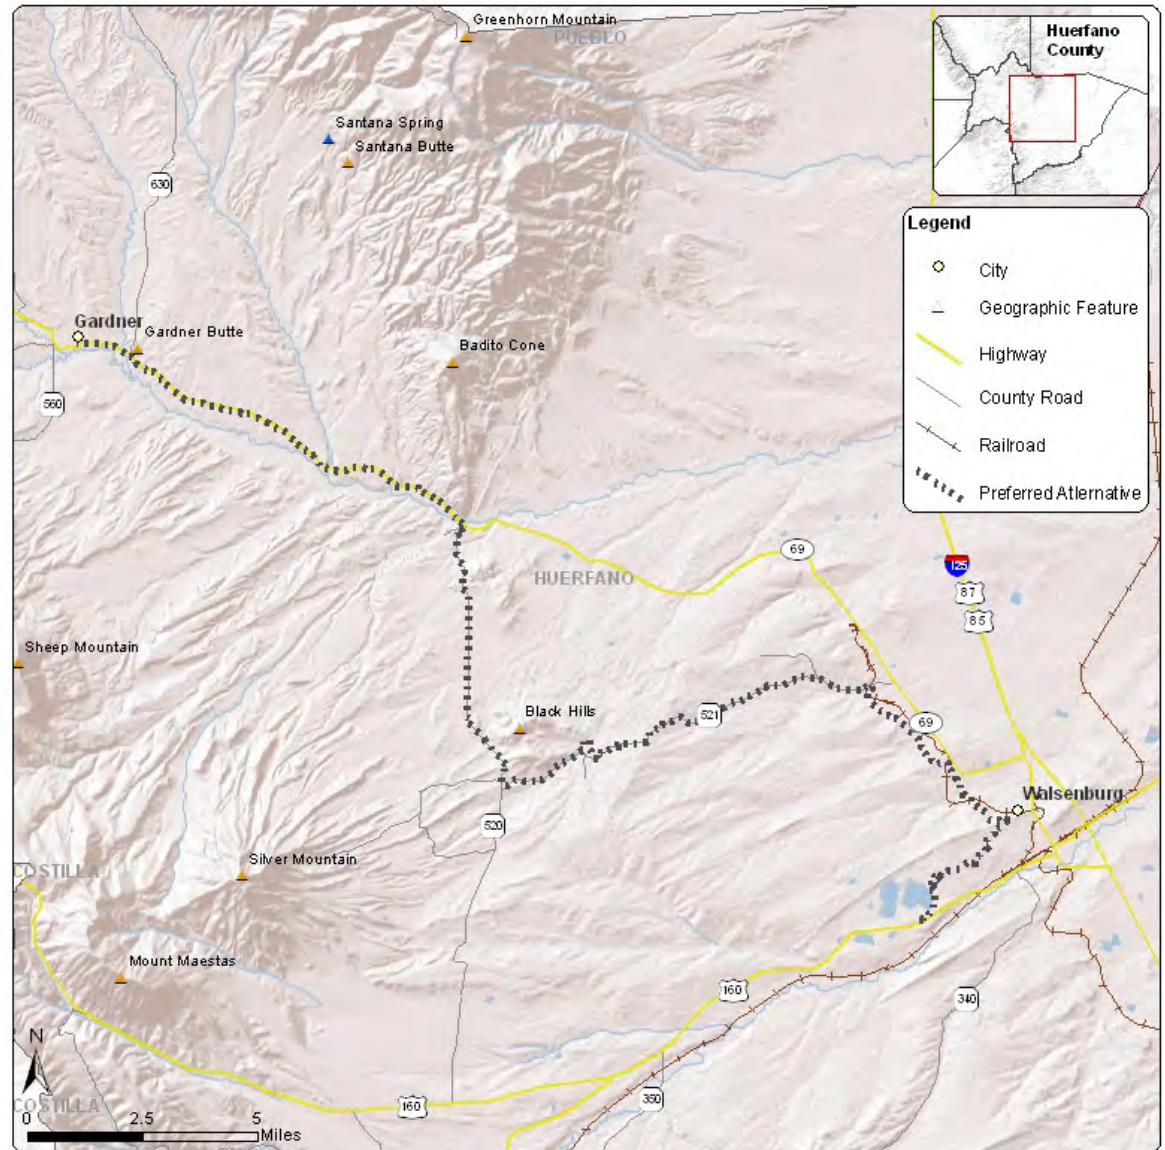 Greenhorn Mountain
PUEBLO
Huerfano
County
Santana Spring
Santana Butte
630
Legend
City
Geographic Feature
Highway
County Road
Railroad
Preferred Atlernative
Gardner
Gardner Butte
Badito Cone
560
69
125
87
85
HUERFANO
Sheep Mountain
Black Hills
521
69
Walsenburg
520
COSTILLA
Silver Mountain
Mount Maestas
160
340
N
COSTILLA
160
350
0
2.5
5
Miles